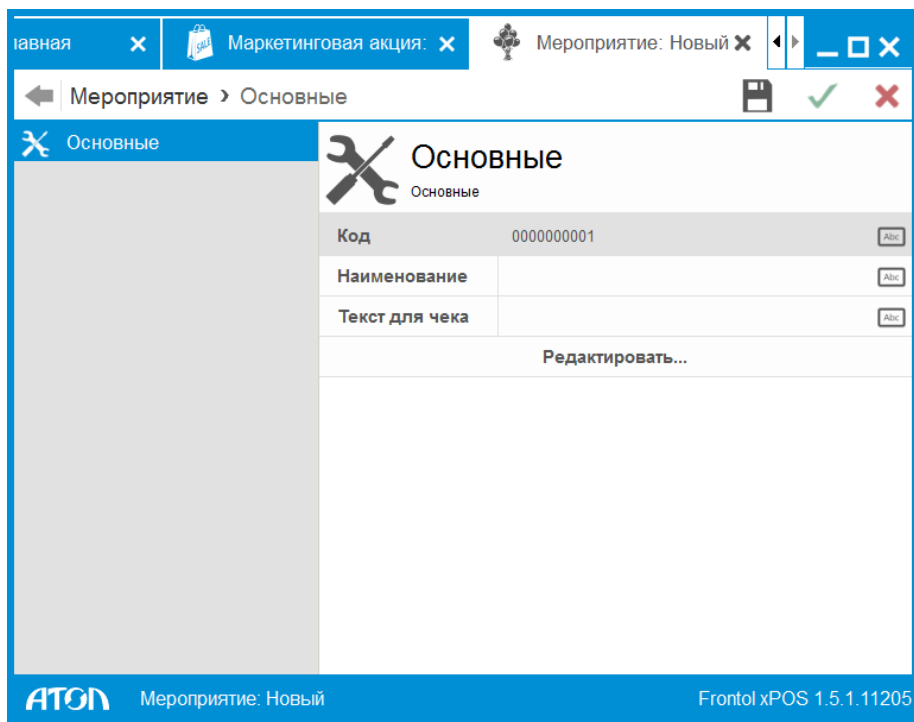 лавная
Маркетинговая акция:
Мероприятие: Новый
Мероприятие › Основные
Основные
Основные
Основные
Код 0000000001 Abc
Наименование Abc
Текст для чека Abc
Редактировать...
АТОЛ Мероприятие: Новый Frontol xPOS 1.5.1.11205